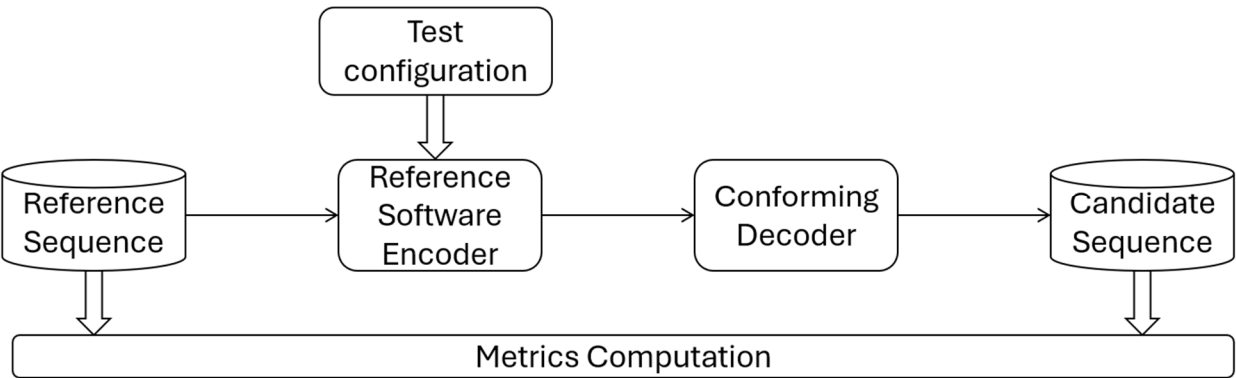 Test
configuration
Reference
Sequence
Reference
Software
Encoder
Conforming
Decoder
Candidate
Sequence
Metrics Computation